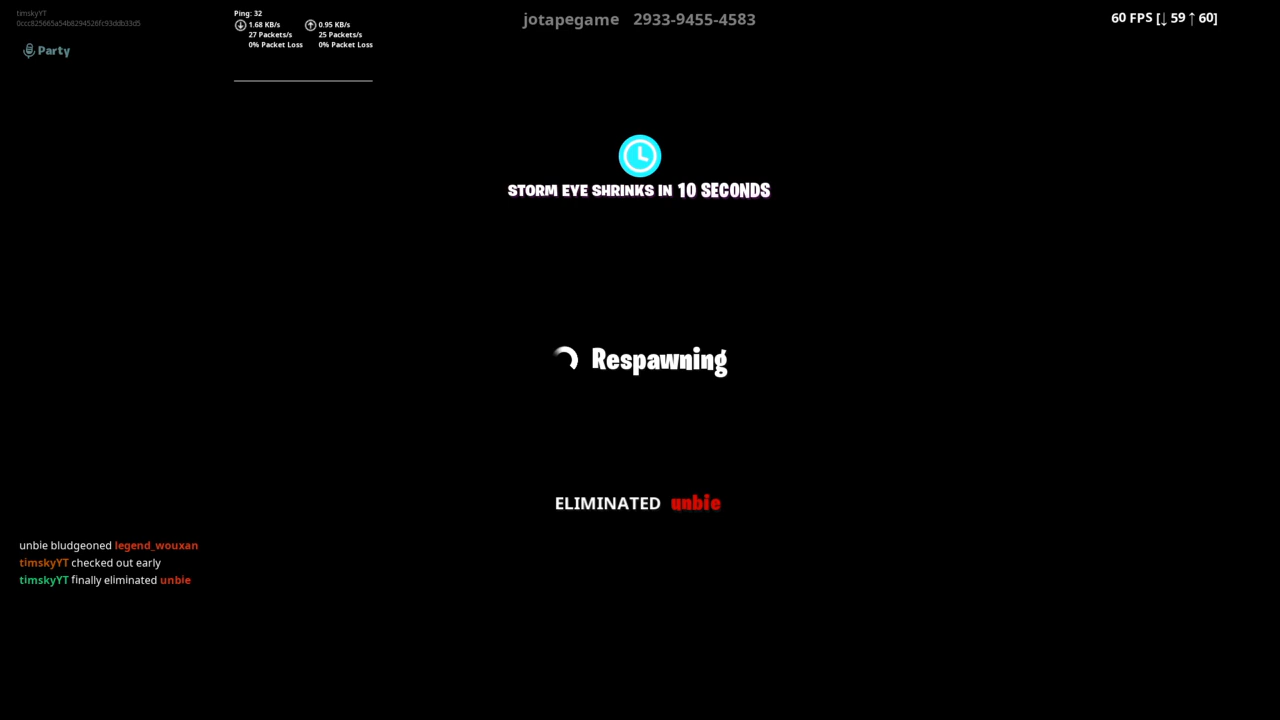 timskyYT
0ccc825665a54b8294526fc93ddb33d5
Party
Ping: 32
1.68 KB/s 0.95 KB/s
27 Packets/s 25 Packets/s
0% Packet Loss 0% Packet Loss
jotapegame 2933-9455-4583
60 FPS [↓ 59 ↑ 60]
STORM EYE SHRINKS IN 10 SECONDS
Respawning
ELIMINATED unbie
unbie bludgeoned legend_wouxan
timskyYT checked out early
timskyYT finally eliminated unbie